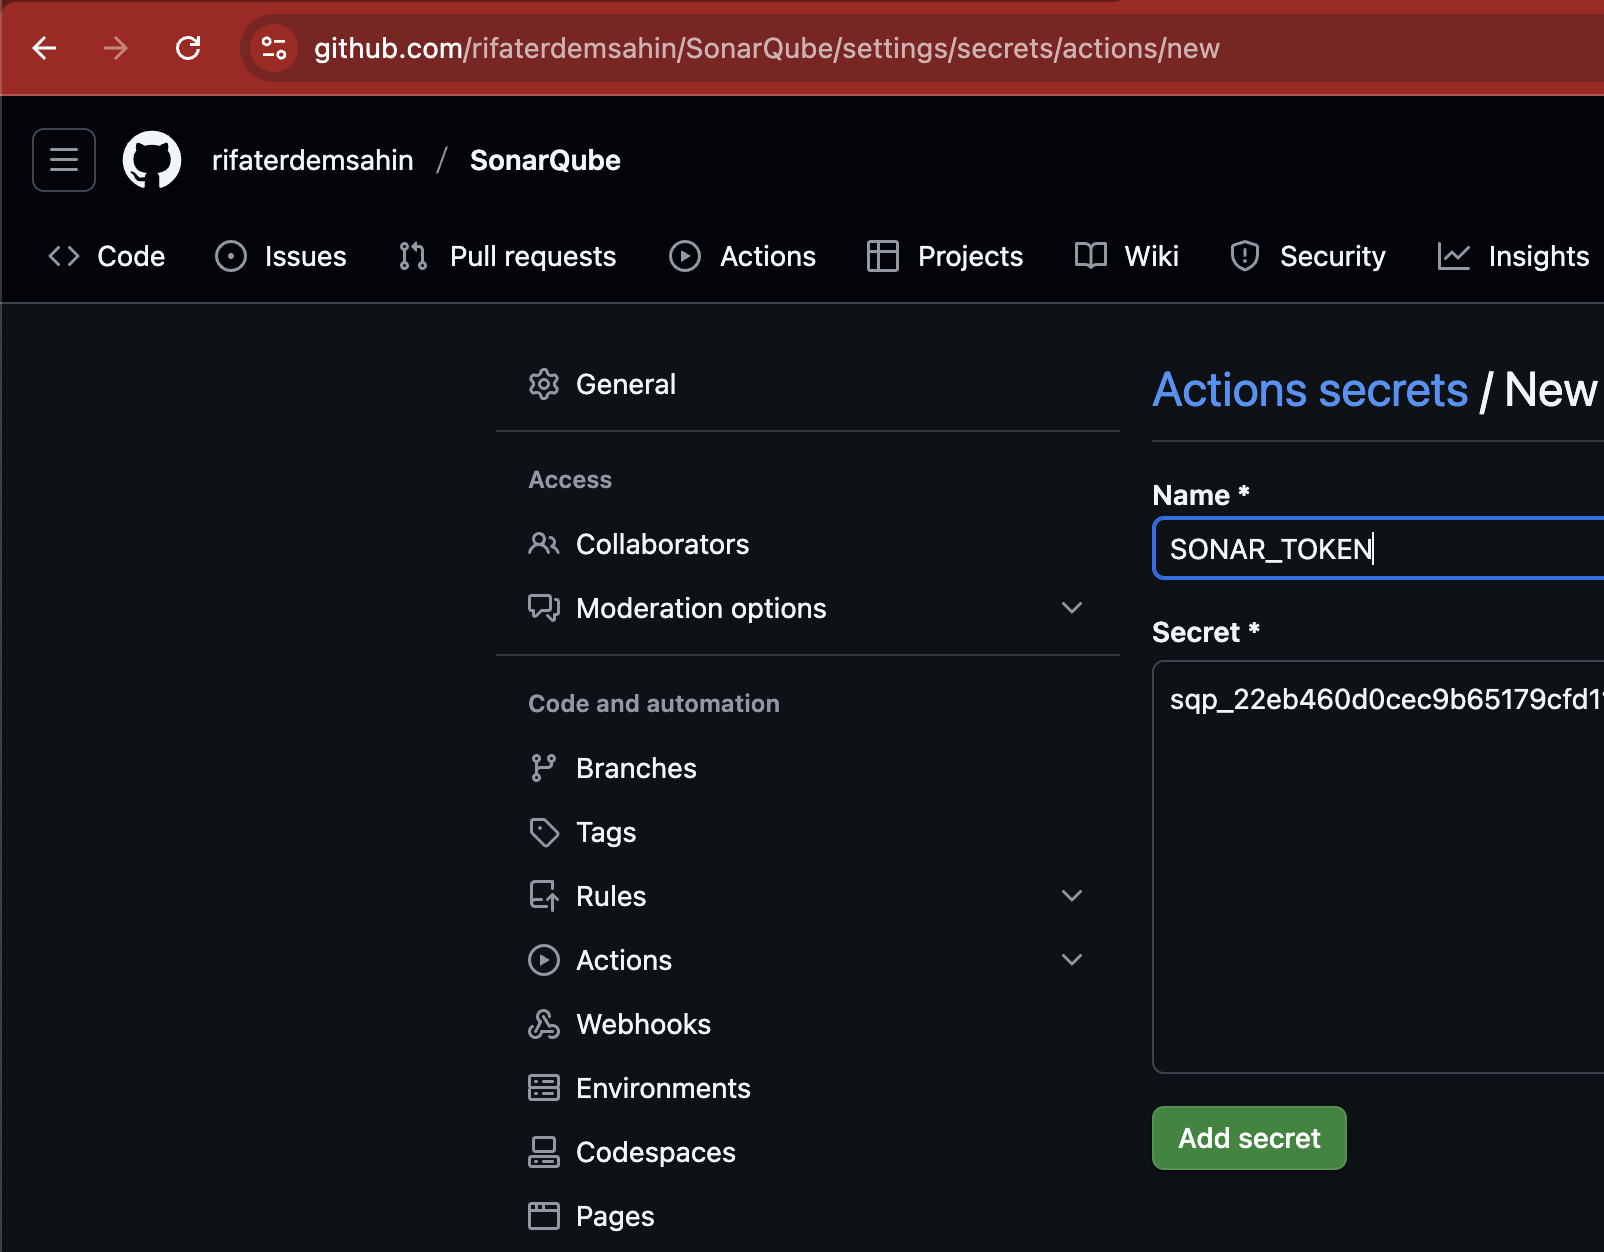 github.com/rifaterdemsahin/SonarQube/settings/secrets/actions/new
rifaterdemsahin / SonarQube
Code Issues Pull requests Actions Projects Wiki Security Insights
General
Access
Collaborators
Moderation options
Code and automation
Branches
Tags
Rules
Actions
Webhooks
Environments
Codespaces
Pages
Actions secrets / New
Name *
SONAR_TOKEN
Secret *
sqp_22eb460d0cec9b65179cfd1
Add secret